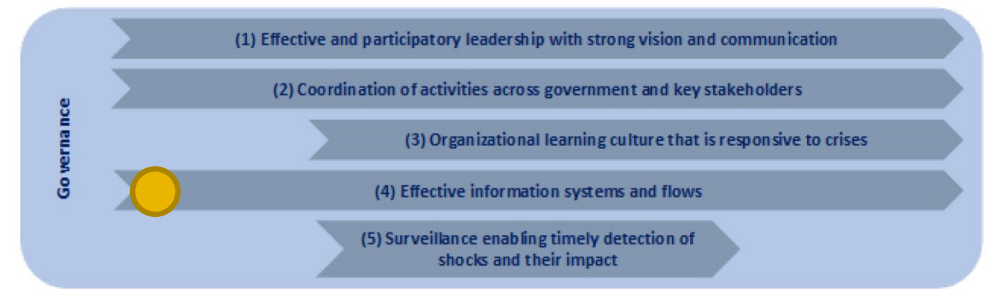 Governance
(1) Effective and participatory leadership with strong vision and communication
(2) Coordination of activities across government and key stakeholders
(3) Organizational learning culture that is responsive to crises
(4) Effective information systems and flows
(5) Surveillance enabling timely detection of
shocks and their impact